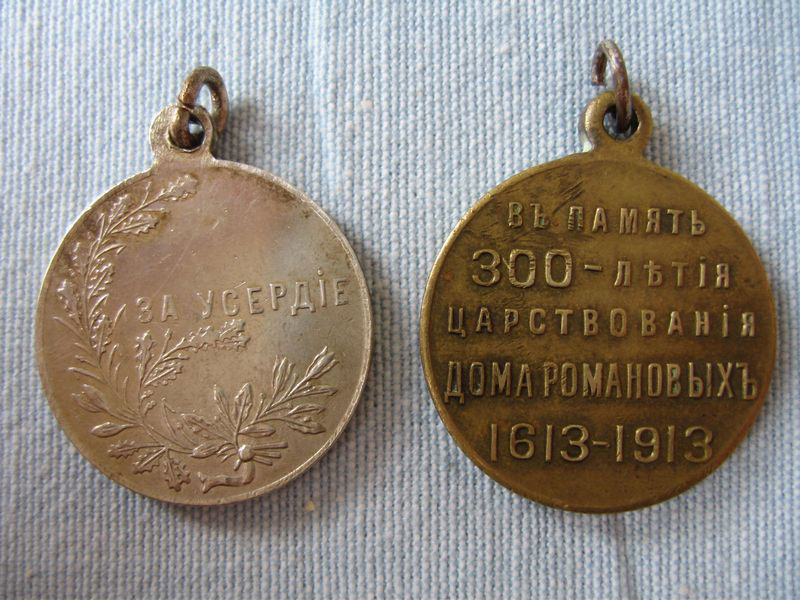 ЗА УСЕРДІЕ
ВЪ ПАМЯТЬ
300-ЛѢТІЯ
ЦАРСТВОВАНІЯ
ДОМА РОМАНОВЫХЪ
1613-1913